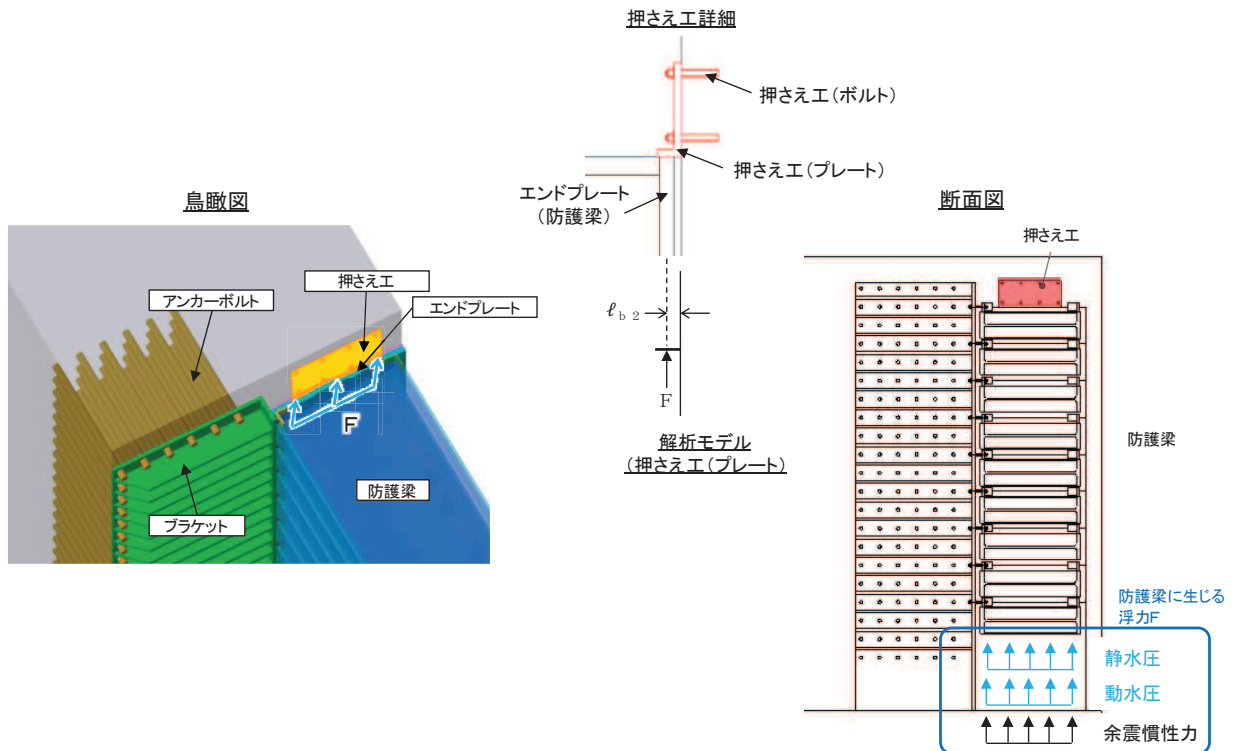 押さえ工詳細
押さえ工(ボルト)
押さえ工(プレート)
エンドプレート
(防護梁)
ℓb2
F
解析モデル
(押さえ工(プレート)
鳥瞰図
押さえ工
アンカーボルト
エンドプレート
F
防護梁
ブラケット
断面図
押さえ工
防護梁
防護梁に生じる
浮力F
静水圧
動水圧
余震慣性力